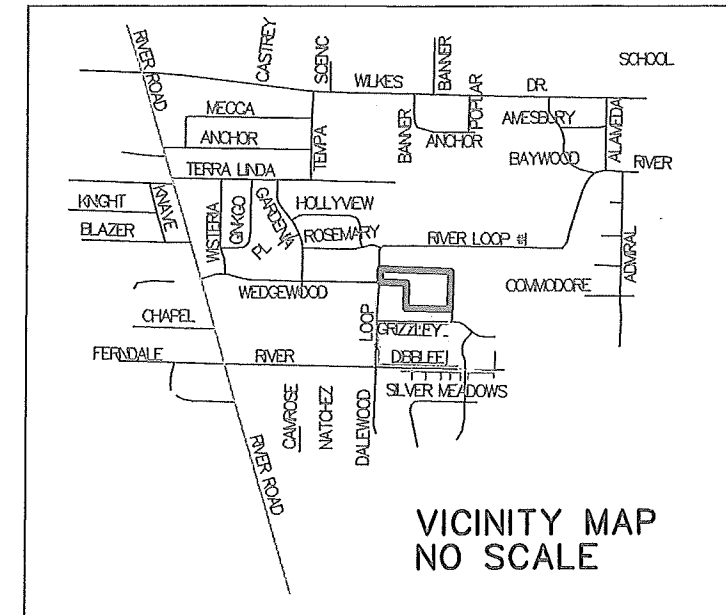 RIVER ROAD
CASTREY
SCENIC
WILKES
BANNER
DR.
SCHOOL
MECCA
ANCHOR
TEMPA
BANNER
ANCHOR
POPLAR
AMESBURY
ALAMEDA
BAYWOOD
RIVER
TERRA LINDA
KNIGHT
KNAVE
BLAZER
WISTERIA
GINKGO
GARDENIA
PL
HOLLYVIEW
ROSEMARY
RIVER LOOP #1
ADMIRAL
WEDGEWOOD
COMMODORE
CHAPEL
LOOP
GRIZZLEY
FERNDALE
RIVER
DIBBLEE
SILVER MEADOWS
CAMROSE
NATCHEZ
DALEWOOD
RIVER ROAD
VICINITY MAP
NO SCALE